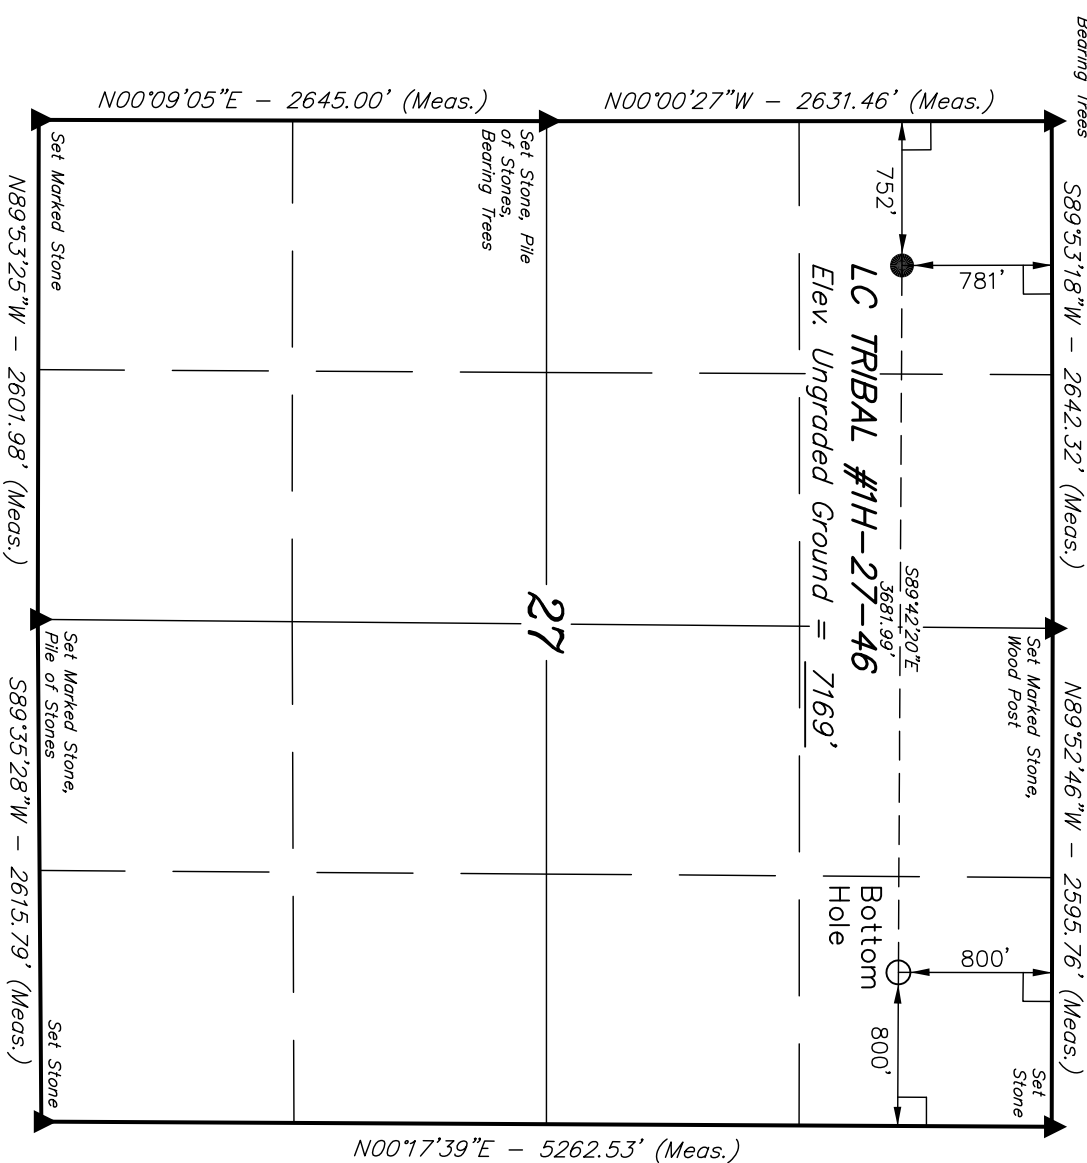 Bearing Trees
S89°53'18"W - 2642.32' (Meas.)
N89°52'46"W - 2595.76' (Meas.)
Set Marked Stone,
Wood Post
Set
Stone
N00°00'27"W - 2631.46' (Meas.)
752'
781'
800'
800'
S89°42'20"E
3681.99'
LC TRIBAL #1H-27-46
Elev. Ungraded Ground = 7169'
Bottom
Hole
Set Stone, Pile
of Stones,
Bearing Trees
27
N00°09'05"E - 2645.00' (Meas.)
N00°17'39"E - 5262.53' (Meas.)
Set Marked Stone
Set Marked Stone,
Pile of Stones
Set Stone
N89°53'25"W - 2601.98' (Meas.)
S89°35'28"W - 2615.79' (Meas.)